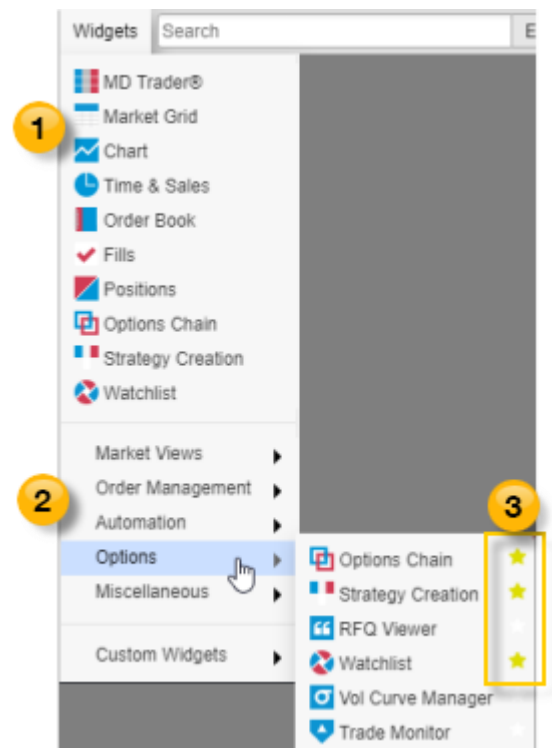 Widgets Search E
MD Trader®
Market Grid
1
Chart
Time & Sales
Order Book
Fills
Positions
Options Chain
Strategy Creation
Watchlist
Market Views
2
Order Management
3
Automation
Options
Options Chain
Miscellaneous
Strategy Creation
RFQ Viewer
Custom Widgets
Watchlist
Vol Curve Manager
Trade Monitor